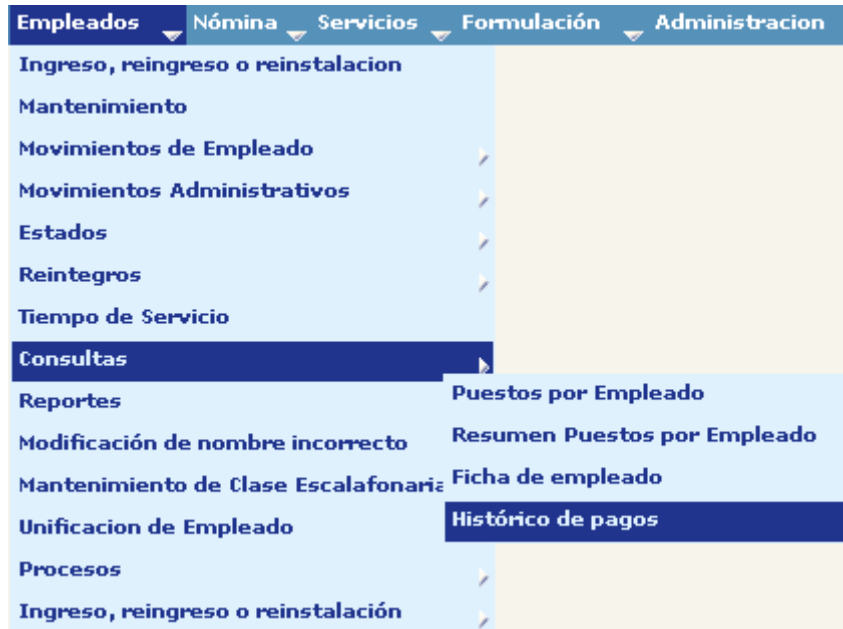 Empleados Nómina Servicios Formulación Administracion
Ingreso, reingreso o reinstalacion
Mantenimiento
Movimientos de Empleado
Movimientos Administrativos
Estados
Reintegros
Tiempo de Servicio
Consultas
Reportes
Modificación de nombre incorrecto
Mantenimiento de Clase Escalafonaria
Unificacion de Empleado
Procesos
Ingreso, reingreso o reinstalación
Puestos por Empleado
Resumen Puestos por Empleado
Ficha de empleado
Histórico de pagos